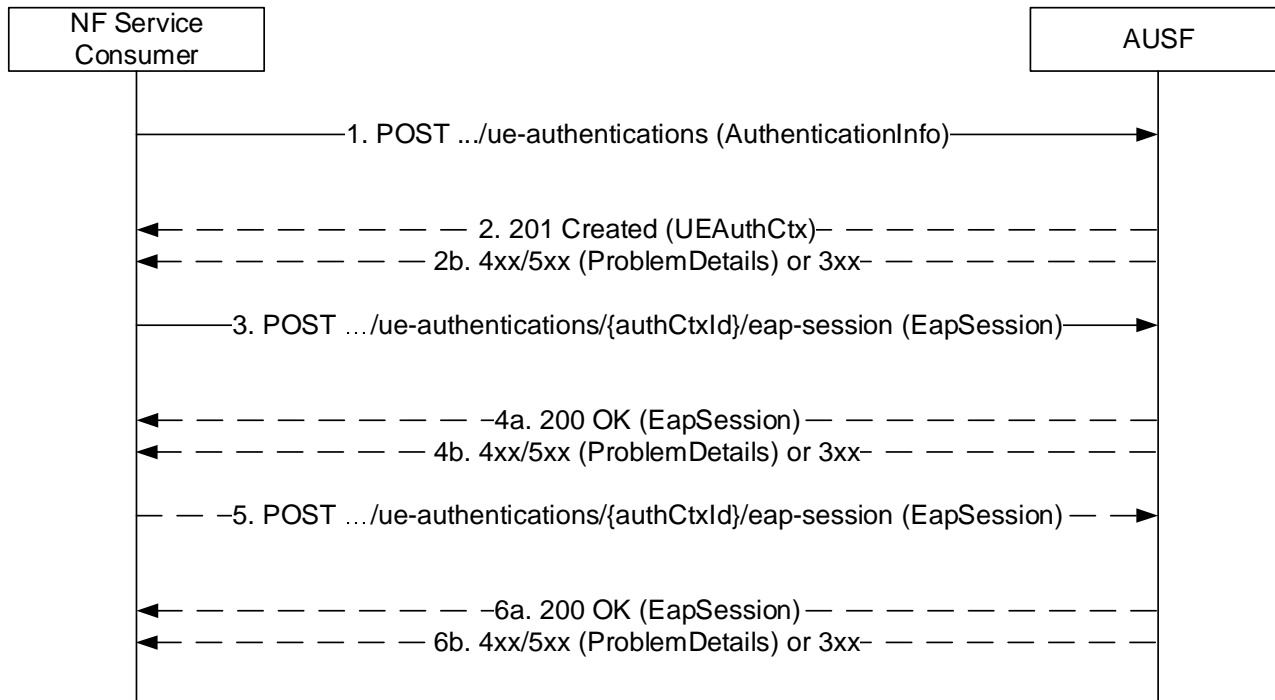 NF Service
Consumer
AUSF
1. POST .../ue-authentications (AuthenticationInfo)
2. 201 Created (UEAuthCtx)
2b. 4xx/5xx (ProblemDetails) or 3xx
3. POST …/ue-authentications/{authCtxId}/eap-session (EapSession)
4a. 200 OK (EapSession)
4b. 4xx/5xx (ProblemDetails) or 3xx
5. POST …/ue-authentications/{authCtxId}/eap-session (EapSession)
6a. 200 OK (EapSession)
6b. 4xx/5xx (ProblemDetails) or 3xx